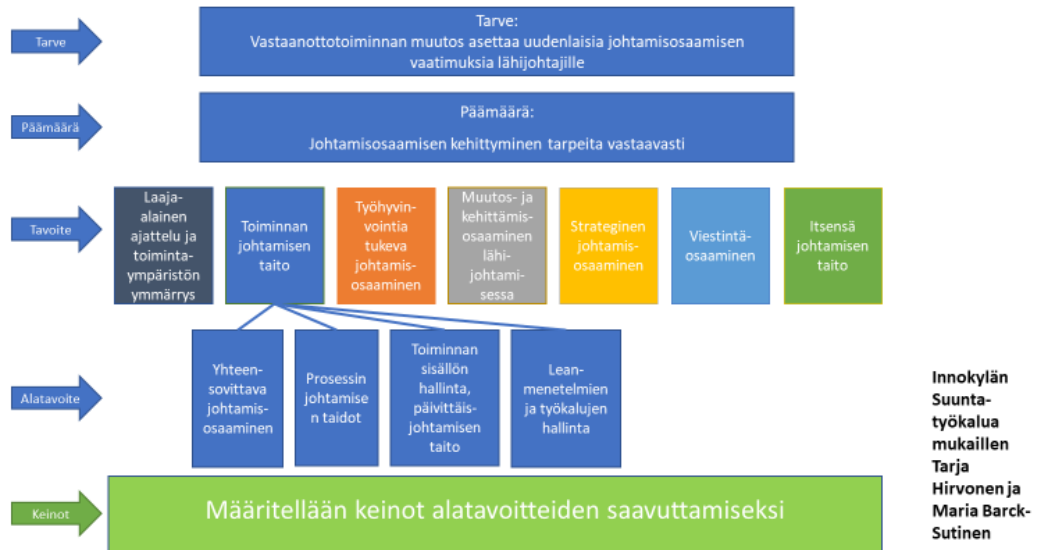 Tarve
Tarve:
Vastaanottotoiminnan muutos asettaa uudenlaisia johtamisosaamisen
vaatimuksia lähijohtajille
Päämäärä
Päämäärä:
Johtamisosaamisen kehittyminen tarpeita vastaavasti
Tavoite
Laaja-
alainen
ajattelu ja
toiminta-
ympäristön
ymmärrys
Toiminnan
johtamisen
taito
Työhyvin-
vointia
tukeva
johtamis-
osaaminen
Muutos- ja
kehittämis-
osaaminen
lähi-
johtami-
sessa
Strateginen
johtamis-
osaaminen
Viestintä-
osaaminen
Itsensä
johtamisen
taito
Alatavoite
Yhteen-
sovittava
johtamis-
osaaminen
Prosessin
johtamise
n taidot
Toiminnan
sisällön
hallinta,
päivittäis-
johtamisen
taito
Lean-
menetelmien
ja työkalujen
hallinta
Keinot
Määritellään keinot alatavoitteiden saavuttamiseksi
Innokylän
Suunta-
työkalua
mukaillen
Tarja
Hirvonen ja
Maria Barck-
Sutinen